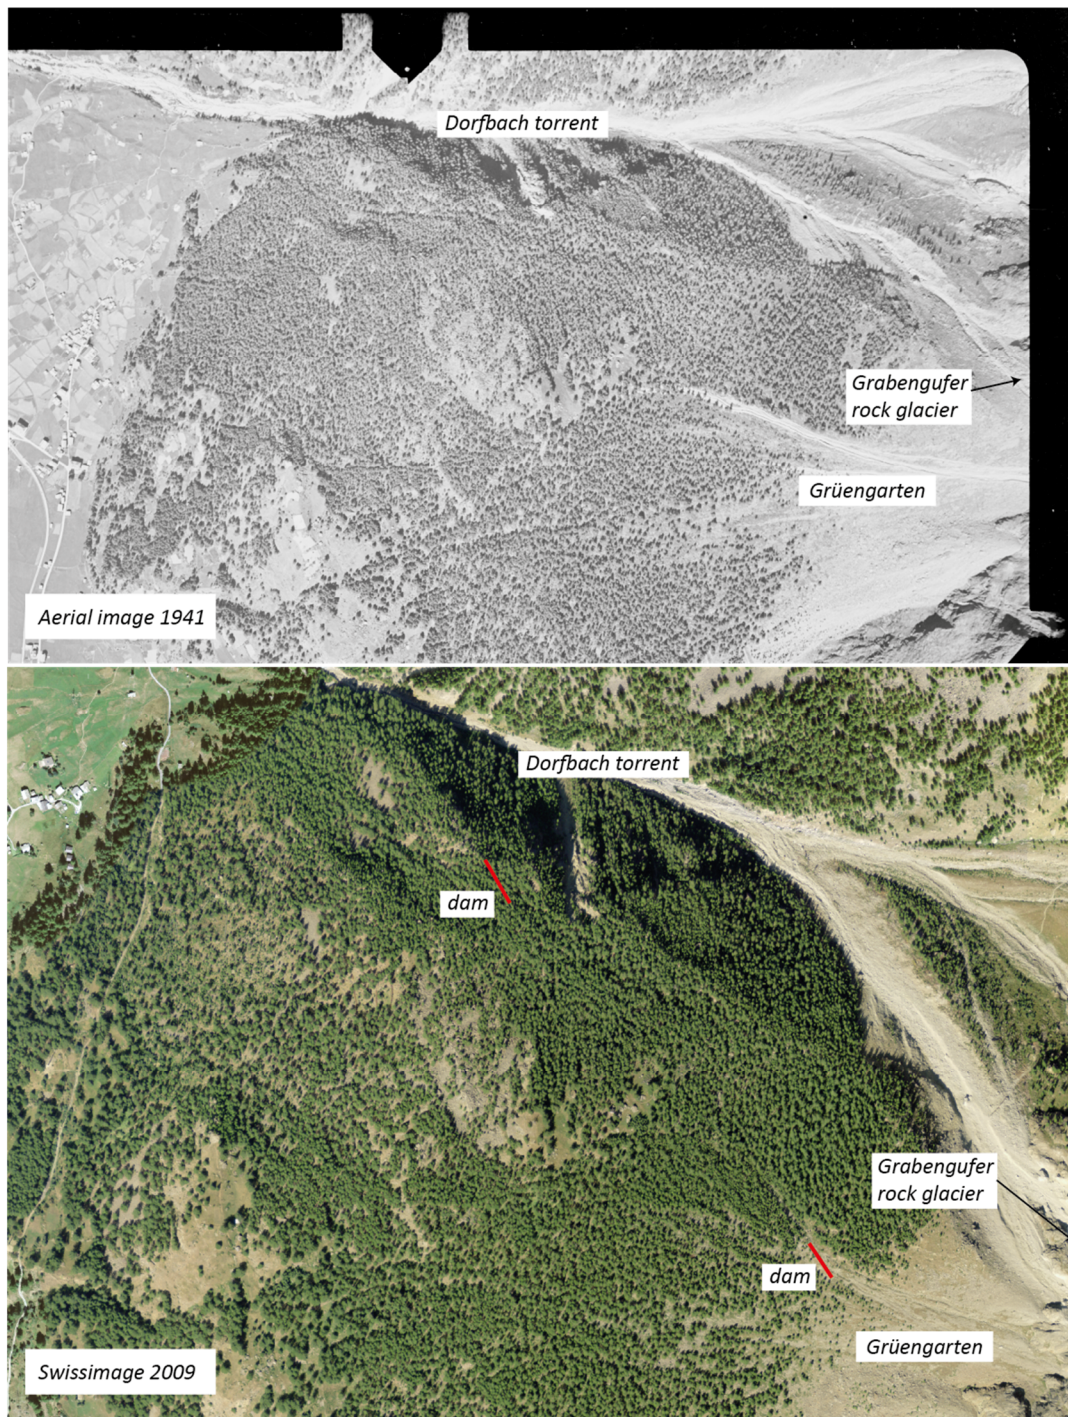 Dorfbach torrent
Grabengufer
rock glacier
Grüengarten
Aerial image 1941
Dorfbach torrent
dam
Grabengufer
rock glacier
dam
Grüengarten
Swissimage 2009